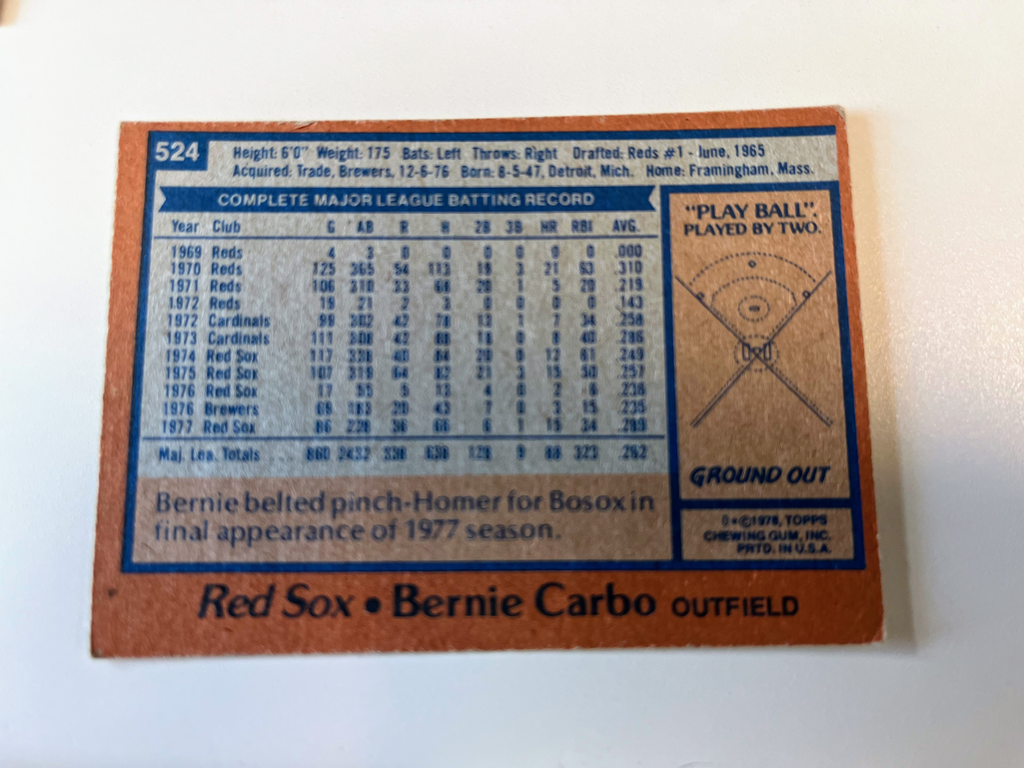 524
Height: 6'0" Weight: 175 Bats: Left Throws: Right Drafted: Reds #1 - June, 1965
Acquired: Trade, Brewers, 12-6-76 Born: 8-5-47, Detroit, Mich. Home: Framingham, Mass.
COMPLETE MAJOR LEAGUE BATTING RECORD
Year Club G AB R H 2B 3B HR RBI AVG.
1969 Reds 4 3 0 0 0 0 0 0 .000
1970 Reds 125 365 54 113 19 3 21 63 .310
1971 Reds 106 310 33 68 20 1 5 20 .219
1972 Reds 19 21 2 3 0 0 0 0 .143
1972 Cardinals 99 302 42 78 13 1 7 34 .258
1973 Cardinals 111 308 42 88 18 0 8 40 .286
1974 Red Sox 117 338 40 84 20 0 12 61 .249
1975 Red Sox 107 319 64 82 21 3 15 50 .257
1976 Red Sox 17 55 5 13 4 0 2 6 .236
1976 Brewers 69 183 20 43 7 0 3 15 .235
1977 Red Sox 86 228 36 66 6 1 15 34 .289
Maj. Lea. Totals 860 2432 338 638 128 9 88 323 .262
Bernie belted pinch-Homer for Bosox in
final appearance of 1977 season.
"PLAY BALL",
PLAYED BY TWO.
GROUND OUT
©1978, TOPPS
CHEWING GUM, INC.
PRTD. IN U.S.A.
Red Sox • Bernie Carbo OUTFIELD